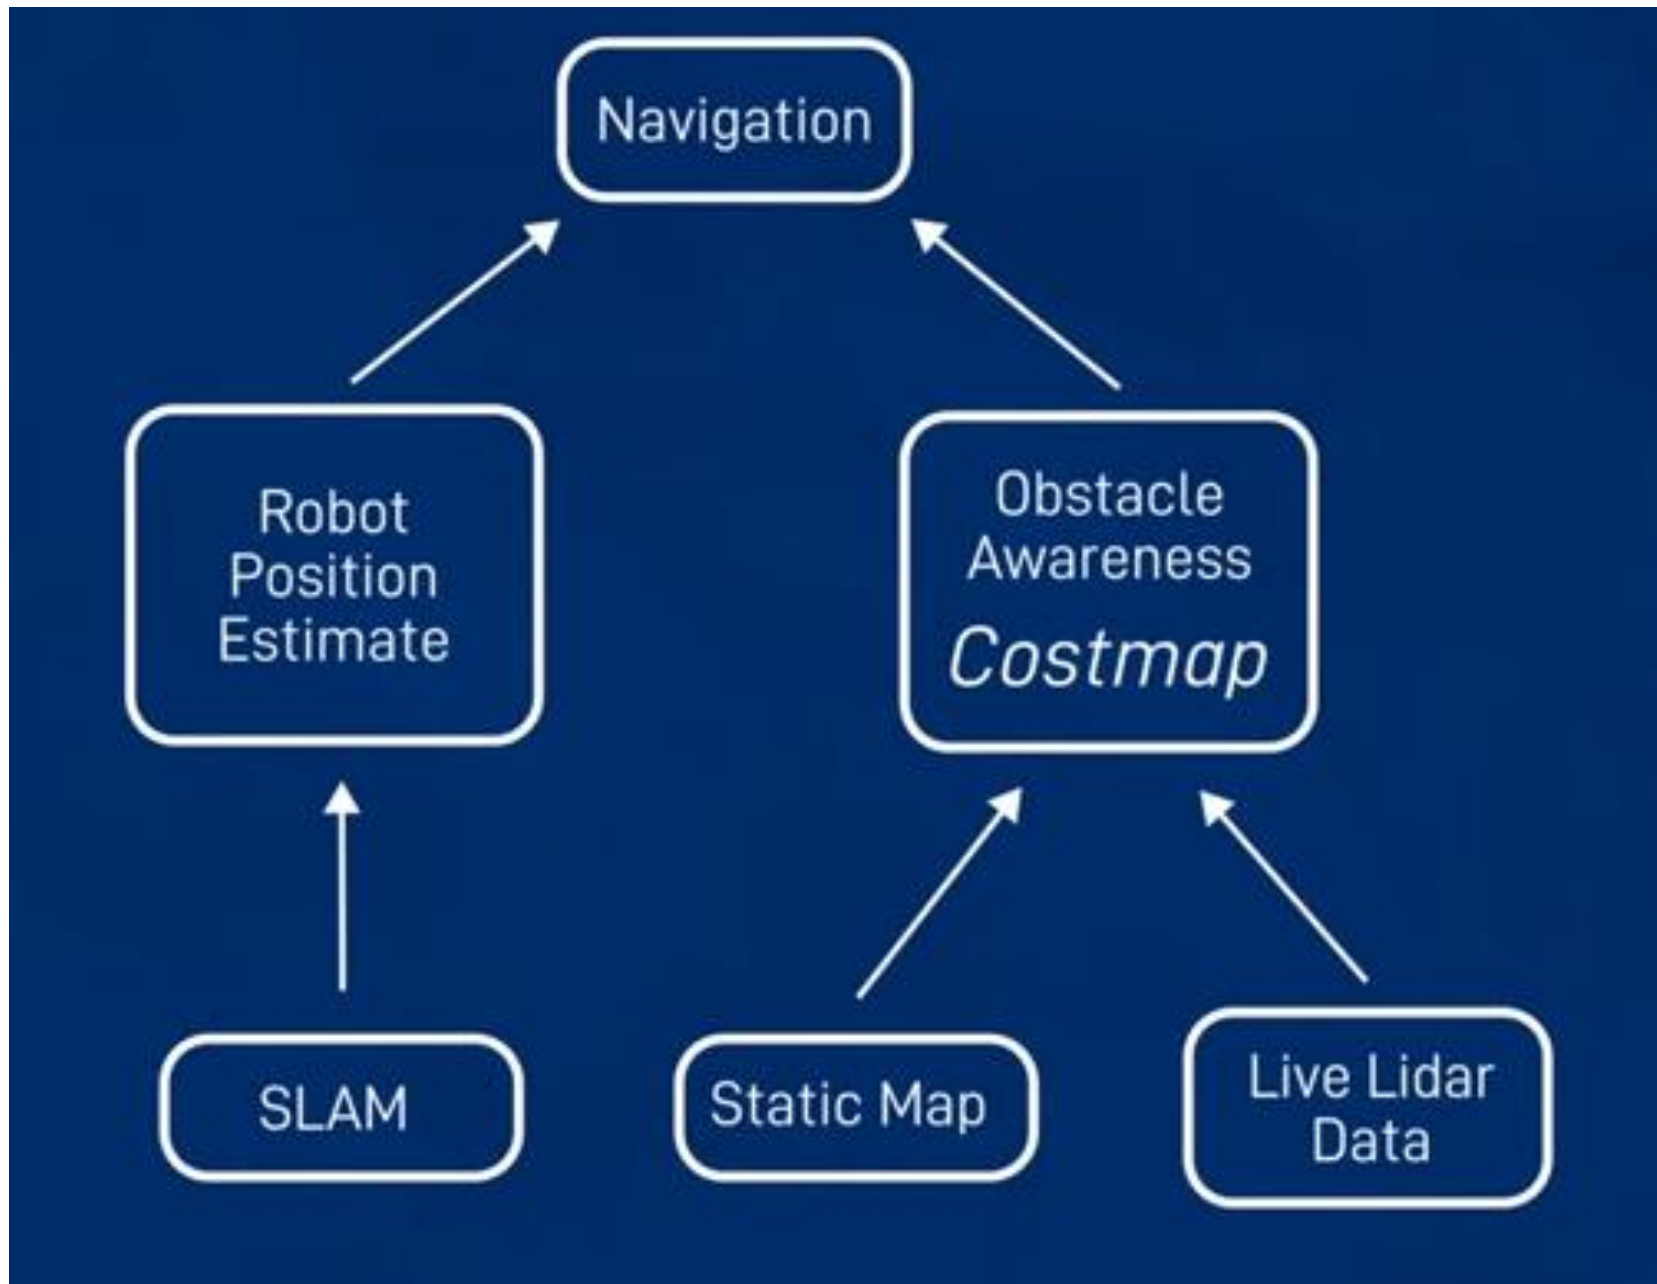 Navigation
Robot
Position
Estimate
Obstacle
Awareness
Costmap
SLAM
Static Map
Live Lidar
Data